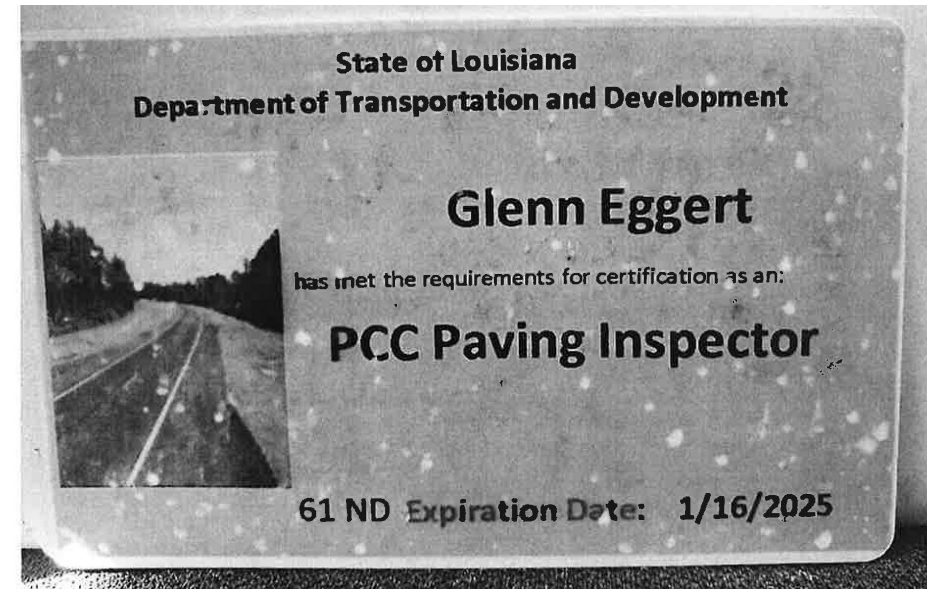 State of Louisiana
Department of Transportation and Development
Glenn Eggert
has met the requirements for certification as an:
PCC Paving Inspector
61 ND Expiration Date: 1/16/2025